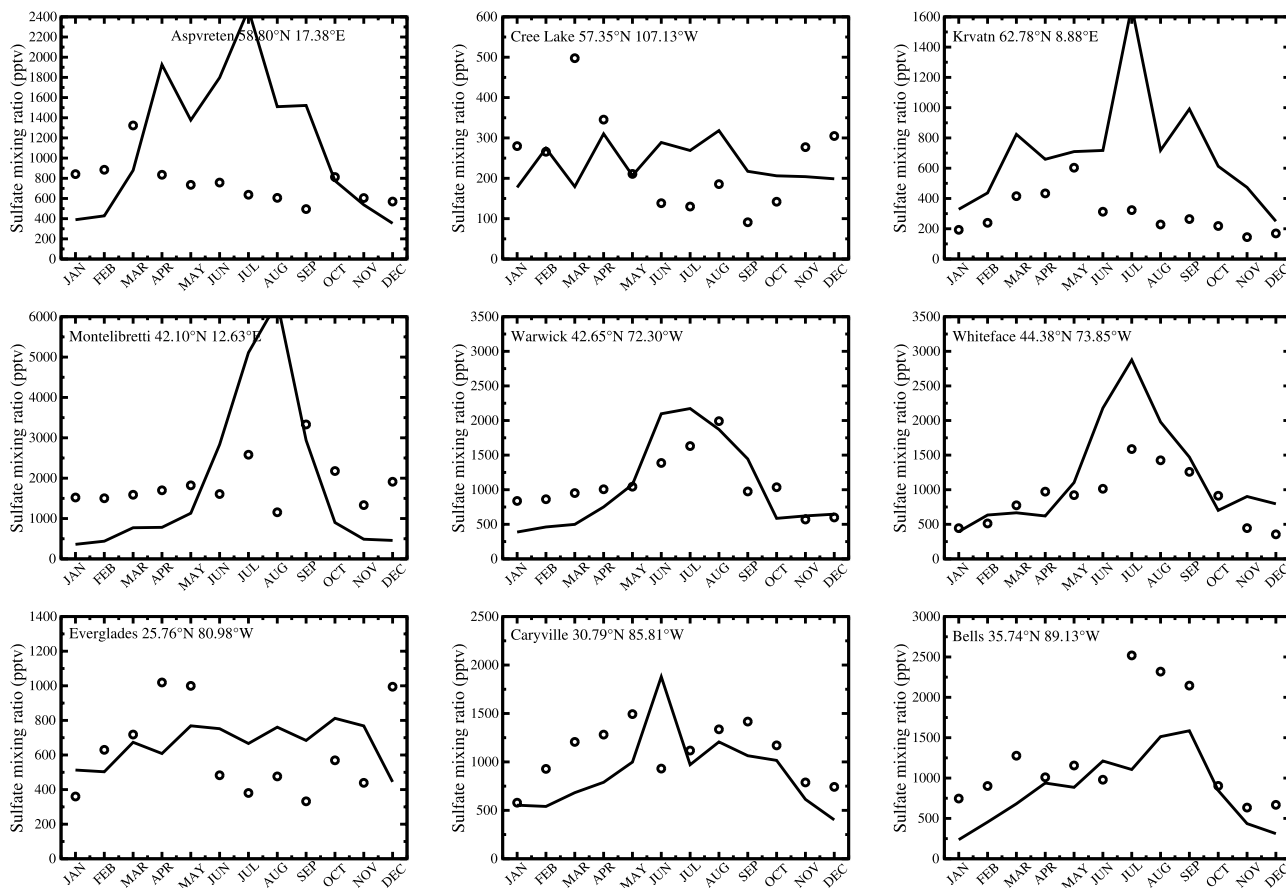 Aspvreten 58.80°N 17.38°E
Sulfate mixing ratio (pptv)
2400
2200
2000
1800
1600
1400
1200
1000
800
600
400
200
0
JAN FEB MAR APR MAY JUN JUL AUG SEP OCT NOV DEC
Cree Lake 57.35°N 107.13°W
Sulfate mixing ratio (pptv)
600
500
400
300
200
100
0
JAN FEB MAR APR MAY JUN JUL AUG SEP OCT NOV DEC
Krvatn 62.78°N 8.88°E
Sulfate mixing ratio (pptv)
1600
1400
1200
1000
800
600
400
200
0
JAN FEB MAR APR MAY JUN JUL AUG SEP OCT NOV DEC
Montelibretti 42.10°N 12.63°E
Sulfate mixing ratio (pptv)
6000
5000
4000
3000
2000
1000
0
JAN FEB MAR APR MAY JUN JUL AUG SEP OCT NOV DEC
Warwick 42.65°N 72.30°W
Sulfate mixing ratio (pptv)
3500
3000
2500
2000
1500
1000
500
0
JAN FEB MAR APR MAY JUN JUL AUG SEP OCT NOV DEC
Whiteface 44.38°N 73.85°W
Sulfate mixing ratio (pptv)
3500
3000
2500
2000
1500
1000
500
0
JAN FEB MAR APR MAY JUN JUL AUG SEP OCT NOV DEC
Everglades 25.76°N 80.98°W
Sulfate mixing ratio (pptv)
1400
1200
1000
800
600
400
200
0
JAN FEB MAR APR MAY JUN JUL AUG SEP OCT NOV DEC
Caryville 30.79°N 85.81°W
Sulfate mixing ratio (pptv)
2500
2000
1500
1000
500
0
JAN FEB MAR APR MAY JUN JUL AUG SEP OCT NOV DEC
Bells 35.74°N 89.13°W
Sulfate mixing ratio (pptv)
3000
2500
2000
1500
1000
500
0
JAN FEB MAR APR MAY JUN JUL AUG SEP OCT NOV DEC